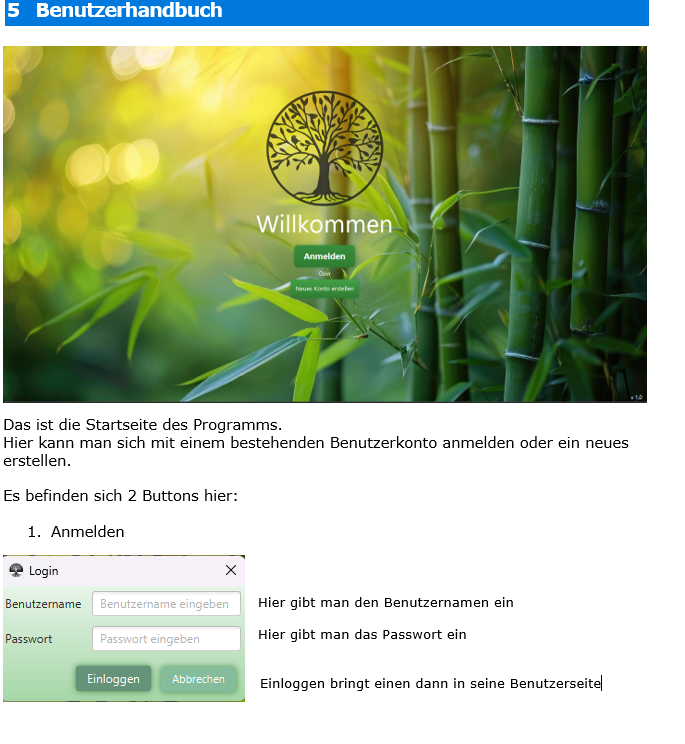 5 Benutzerhandbuch
Willkommen
Anmelden
Oder
Neues Konto erstellen
v 1.0
Das ist die Startseite des Programms.
Hier kann man sich mit einem bestehenden Benutzerkonto anmelden oder ein neues
erstellen.
Es befinden sich 2 Buttons hier:
1. Anmelden
Login
Benutzername Benutzername eingeben Hier gibt man den Benutzernamen ein
Passwort Passwort eingeben Hier gibt man das Passwort ein
Einloggen Abbrechen Einloggen bringt einen dann in seine Benutzerseite